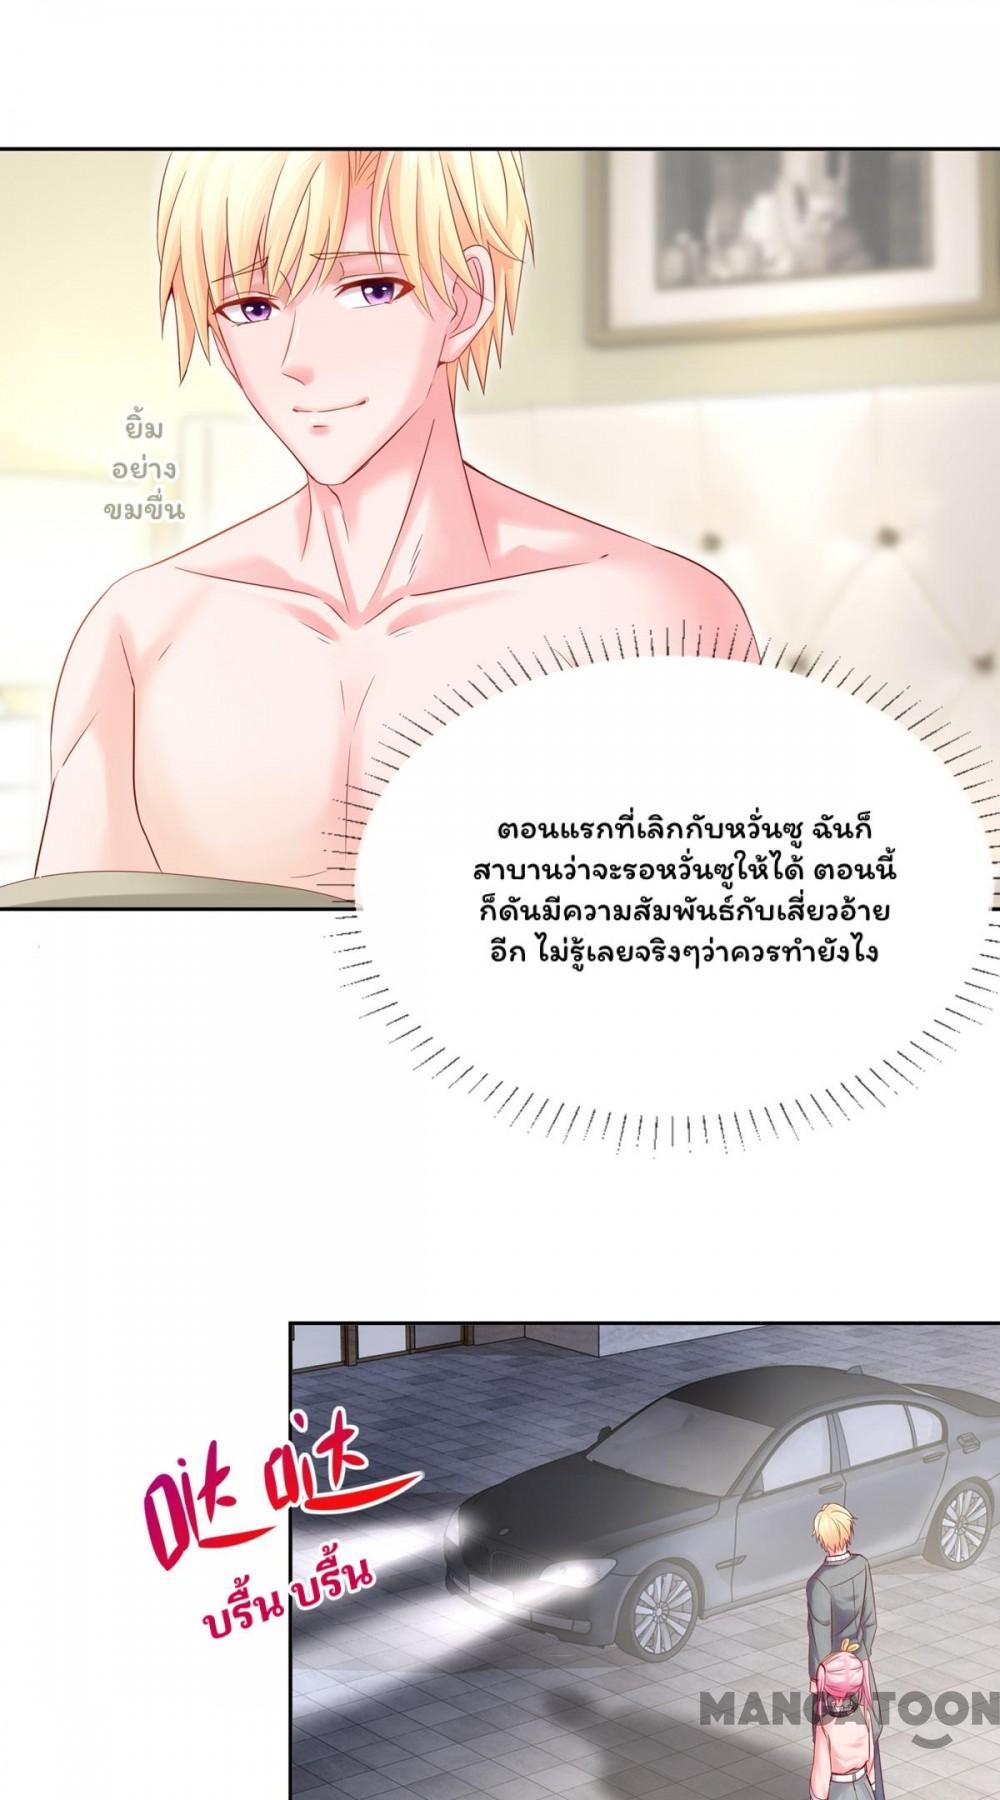 ยิ้ม
อย่าง
ขมขื่น
ตอนแรกที่เลิกกับหวั่นซู ฉันก็
สาบานว่าจะรอหวั่นซูให้ได้ ตอนนี้
ก็ดันมีความสัมพันธ์กับเสี่ยวอ้าย
อีก ไม่รู้เลยจริงๆว่าควรทำยังไง
哒 哒
บรื้น บรื้น
MANGATOON